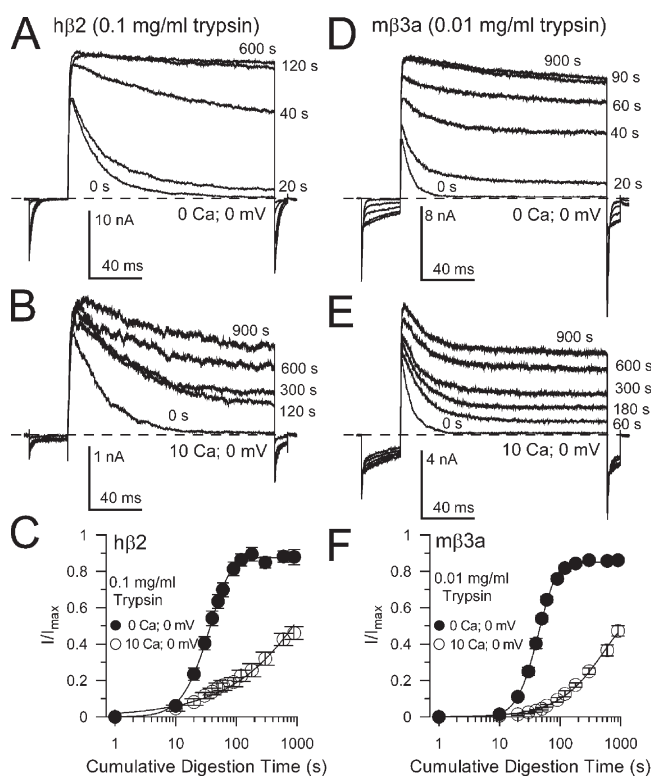 A hβ2 (0.1 mg/ml trypsin)
600 s
120 s
40 s
20 s
0 s
0 Ca; 0 mV
10 nA
40 ms
B
900 s
600 s
300 s
120 s
0 s
10 Ca; 0 mV
1 nA
40 ms
C hβ2
1
0.8
0.6
0.4
0.2
0
I/Imax
0.1 mg/ml
Trypsin
0 Ca; 0 mV
10 Ca; 0 mV
1 10 100 1000
Cumulative Digestion Time (s)
D mβ3a (0.01 mg/ml trypsin)
900 s
90 s
60 s
40 s
20 s
0 s
0 Ca; 0 mV
8 nA
40 ms
E
900 s
600 s
300 s
180 s
60 s
0 s
10 Ca; 0 mV
4 nA
40 ms
F mβ3a
1
0.8
0.6
0.4
0.2
0
I/Imax
0.01 mg/ml
Trypsin
0 Ca; 0 mV
10 Ca; 0 mV
1 10 100 1000
Cumulative Digestion Time (s)